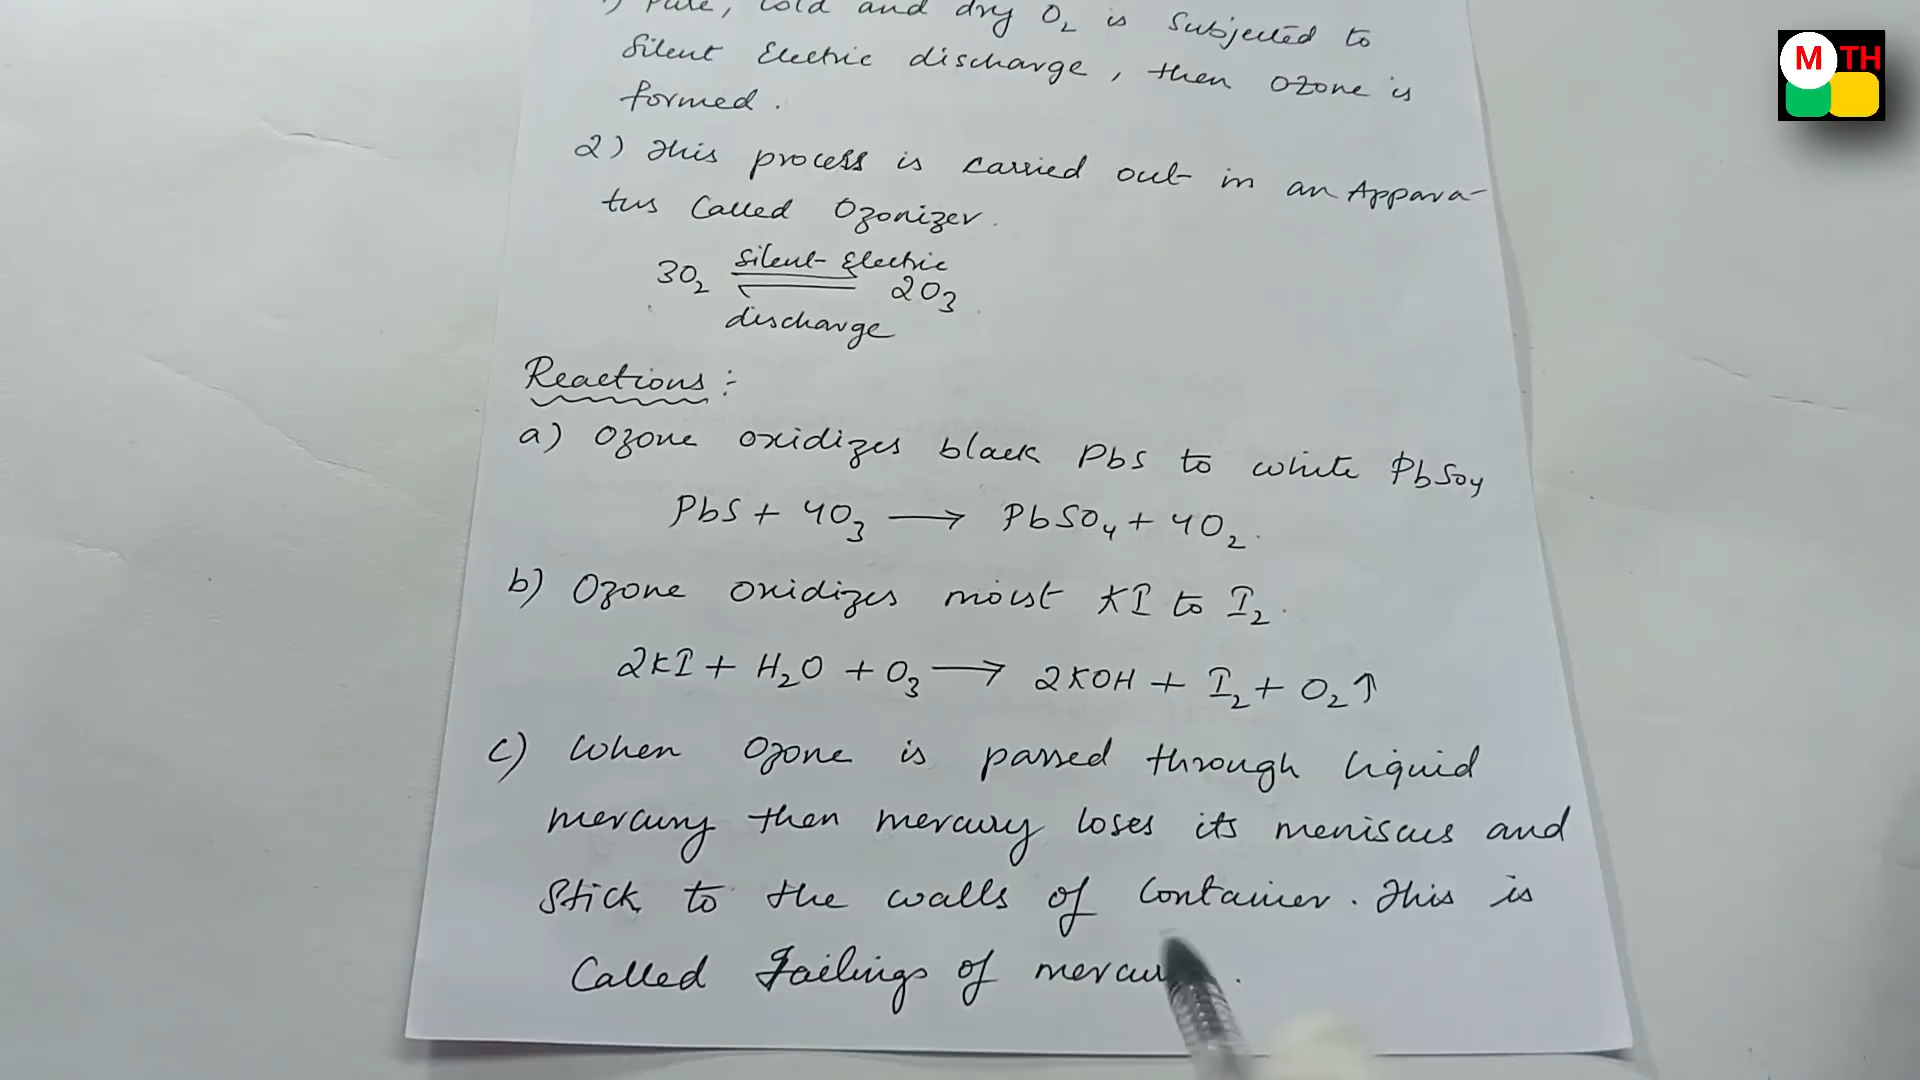 1) Pure, Cold and dry O₂ is Subjected to
Silent Electric discharge, then Ozone is
formed.
2) This process is carried out in an Appara-
tus Called Ozonizer.
Silent Electric
3O₂ ⇌ 2O₃
discharge
Reactions :-
a) Ozone oxidizes black PbS to white PbSO₄
PbS + 4O₃ ⟶ PbSO₄ + 4O₂.
b) Ozone oxidizes moist KI to I₂.
2KI + H₂O + O₃ ⟶ 2KOH + I₂ + O₂↑
c) When Ozone is passed through liquid
mercury then mercury loses its meniscus and
Stick to the walls of Container. This is
Called Failings of mercu .
M TH